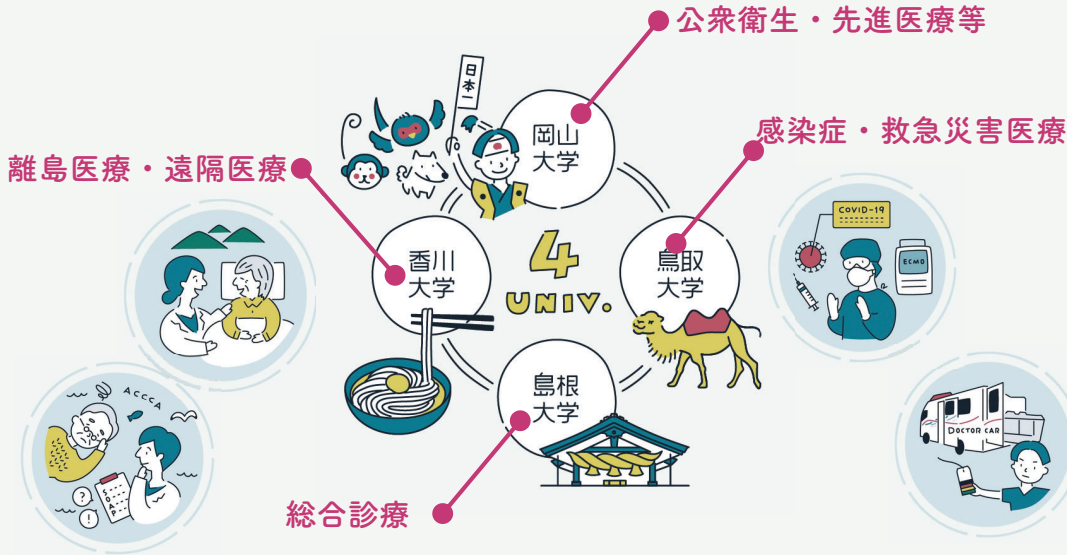 公衆衛生・先進医療等
日本一
岡山
大学
感染症・救急災害医療
離島医療・遠隔医療
COVID-19
ECMO
香川
大学
4
UNIV.
鳥取
大学
島根
大学
ACCCA
SOAP
?
!
DOCTOR CAR
総合診療